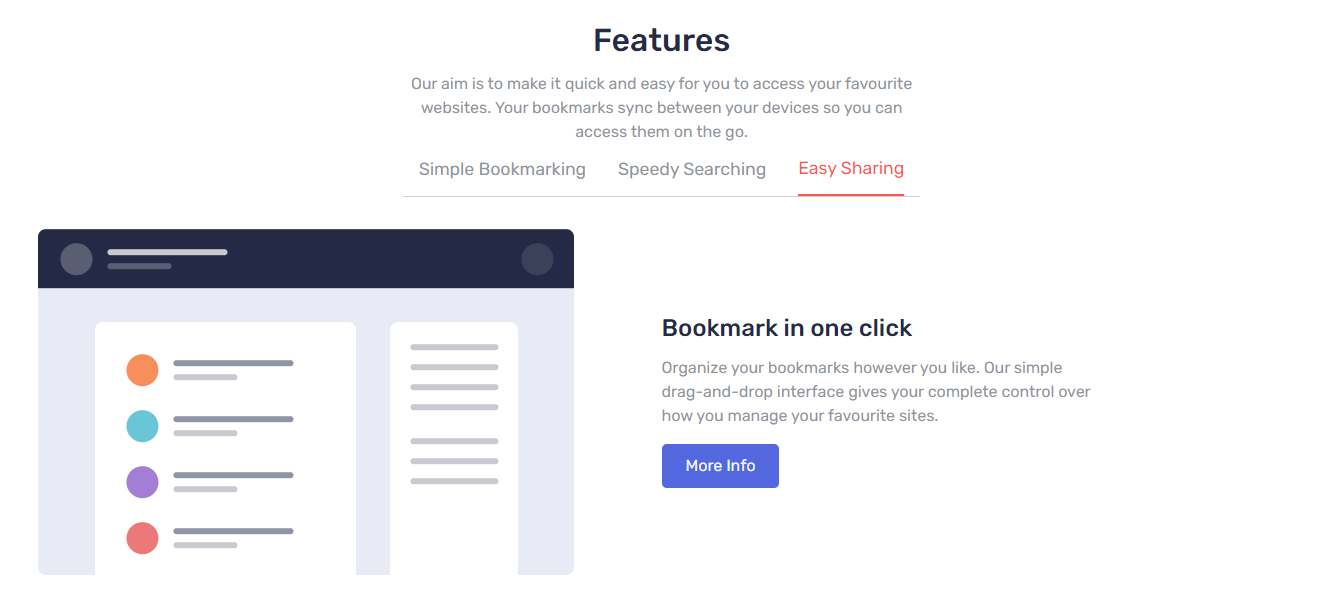 Features
Our aim is to make it quick and easy for you to access your favourite
websites. Your bookmarks sync between your devices so you can
access them on the go.
Simple Bookmarking Speedy Searching Easy Sharing
Bookmark in one click
Organize your bookmarks however you like. Our simple
drag-and-drop interface gives your complete control over
how you manage your favourite sites.
More Info